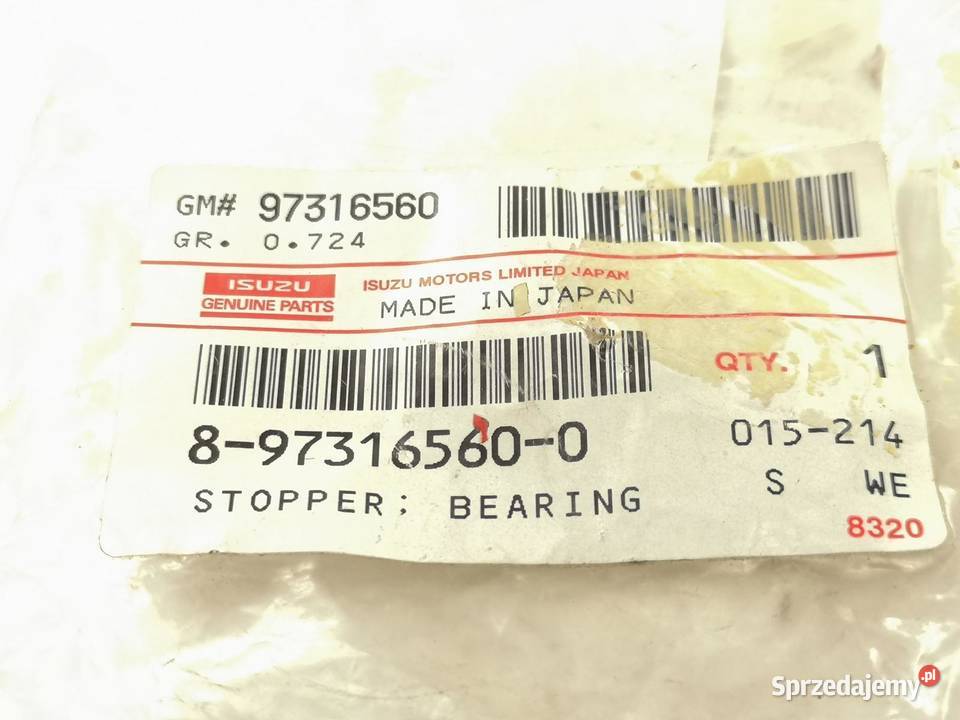 GM# 97316560
GR. 0.724
ISUZU
GENUINE PARTS
ISUZU MOTORS LIMITED JAPAN
MADE IN JAPAN
QTY. 1
8-97316560-0
015-214
STOPPER; BEARING
S WE
8320
Sprzedajemy.pl